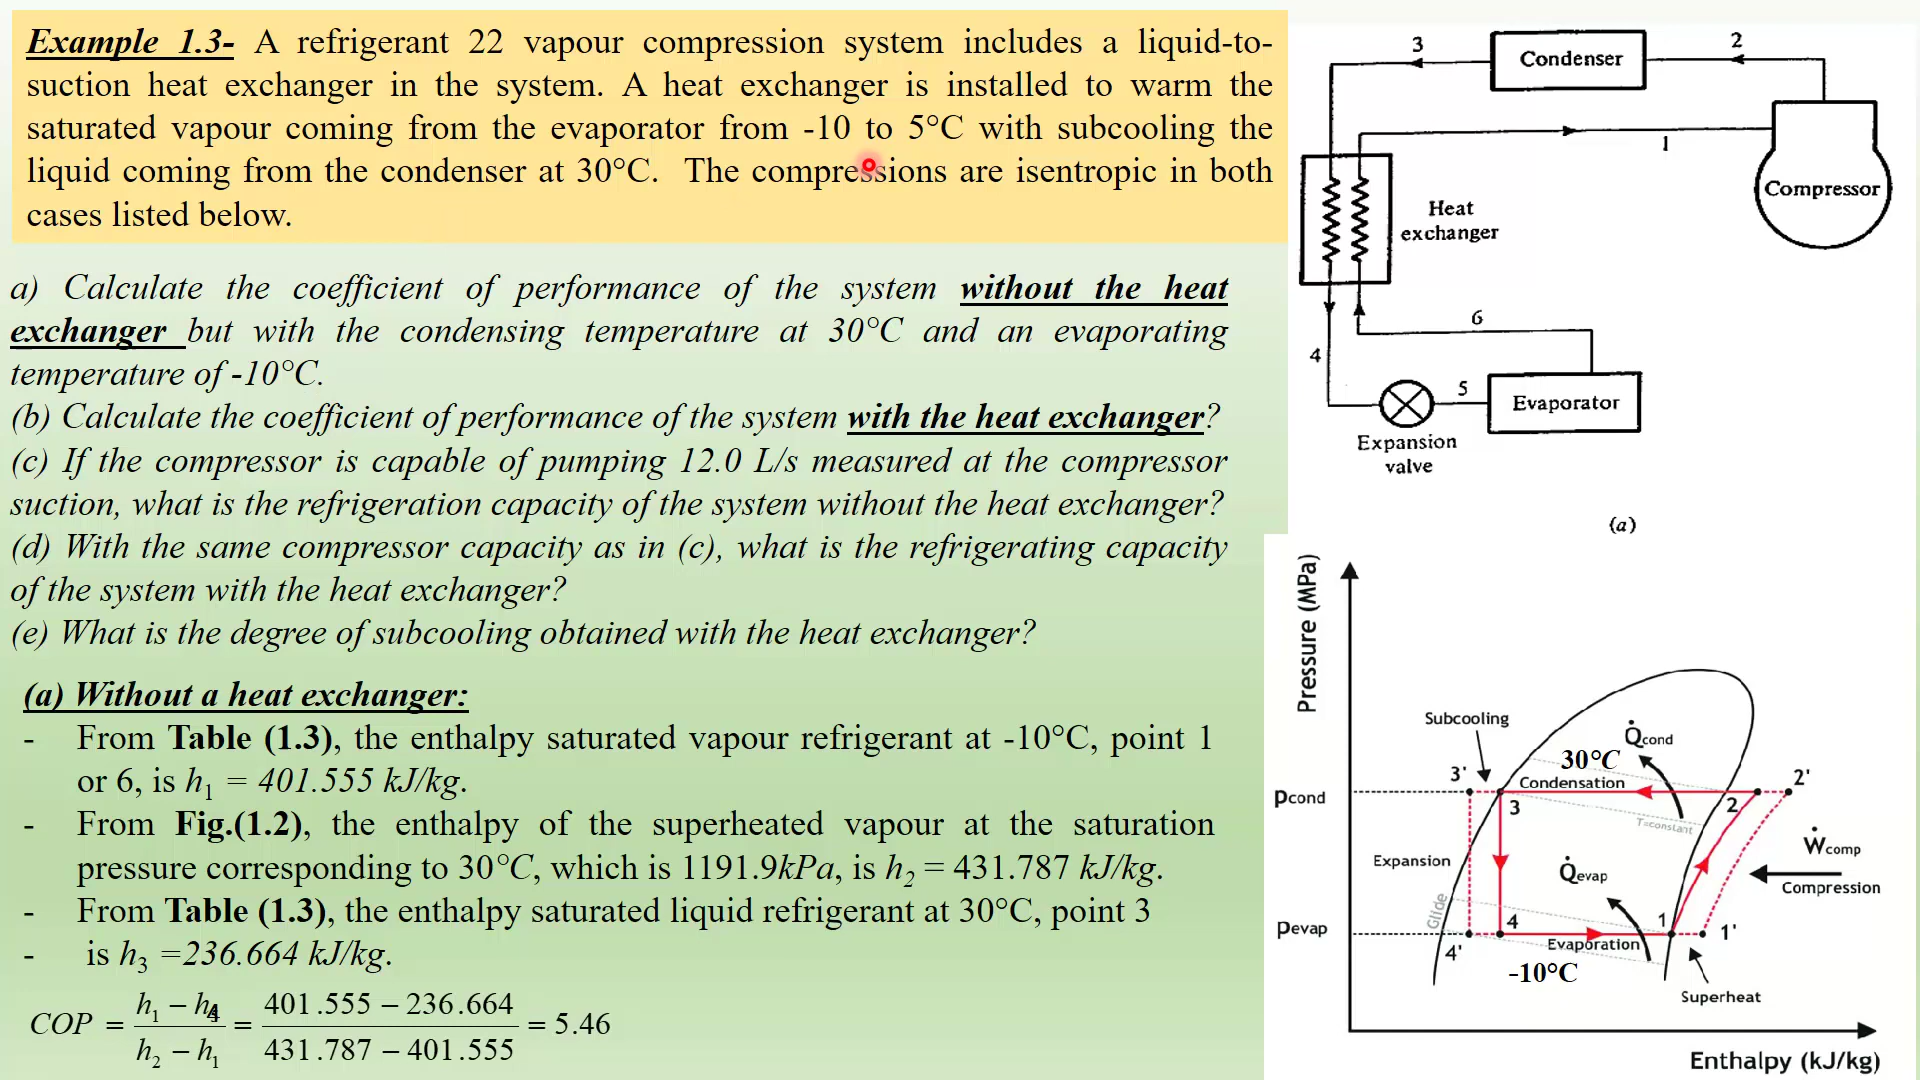 Example 1.3- A refrigerant 22 vapour compression system includes a liquid-to-
suction heat exchanger in the system. A heat exchanger is installed to warm the
saturated vapour coming from the evaporator from -10 to 5°C with subcooling the
liquid coming from the condenser at 30°C. The compressions are isentropic in both
cases listed below.
a) Calculate the coefficient of performance of the system without the heat
exchanger but with the condensing temperature at 30°C and an evaporating
temperature of -10°C.
(b) Calculate the coefficient of performance of the system with the heat exchanger?
(c) If the compressor is capable of pumping 12.0 L/s measured at the compressor
suction, what is the refrigeration capacity of the system without the heat exchanger?
(d) With the same compressor capacity as in (c), what is the refrigerating capacity
of the system with the heat exchanger?
(e) What is the degree of subcooling obtained with the heat exchanger?
(a) Without a heat exchanger:
- From Table (1.3), the enthalpy saturated vapour refrigerant at -10°C, point 1
or 6, is h₁ = 401.555 kJ/kg.
- From Fig.(1.2), the enthalpy of the superheated vapour at the saturation
pressure corresponding to 30°C, which is 1191.9kPa, is h₂ = 431.787 kJ/kg.
- From Table (1.3), the enthalpy saturated liquid refrigerant at 30°C, point 3
- is h₃ =236.664 kJ/kg.
COP = (h₁ − h₄)/(h₂ − h₁) = (401.555 − 236.664)/(431.787 − 401.555) = 5.46
3
Condenser
2
1
Compressor
Heat
exchanger
6
4
5
Evaporator
Expansion
valve
(a)
Pressure (MPa)
Subcooling
Q̇cond
30°C
3'
Condensation
2'
Pcond
3
2
T=constant
Ẇcomp
Expansion
Q̇evap
Compression
Glide
4
1
Pevap
1'
4'
Evaporation
-10°C
Superheat
Enthalpy (kJ/kg)